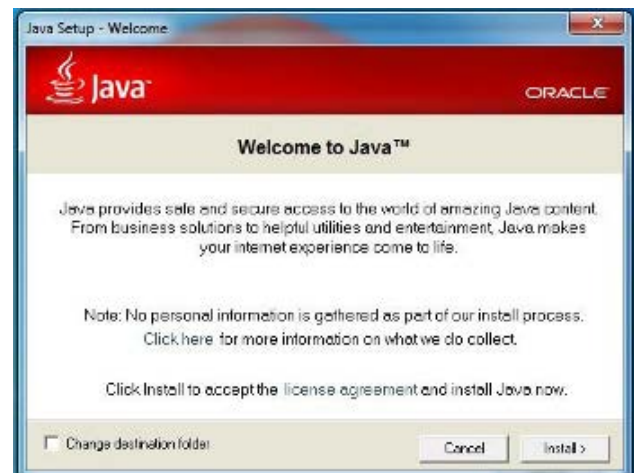 Java Setup - Welcome
Java™
ORACLE
Welcome to Java™
Java provides safe and secure access to the world of amazing Java content.
From business solutions to helpful utilities and entertainment, Java makes
your internet experience come to life.
Note: No personal information is gathered as part of our install process.
Click here for more information on what we do collect.
Click Install to accept the license agreement and install Java now.
Change destination folder
Cancel
Install >